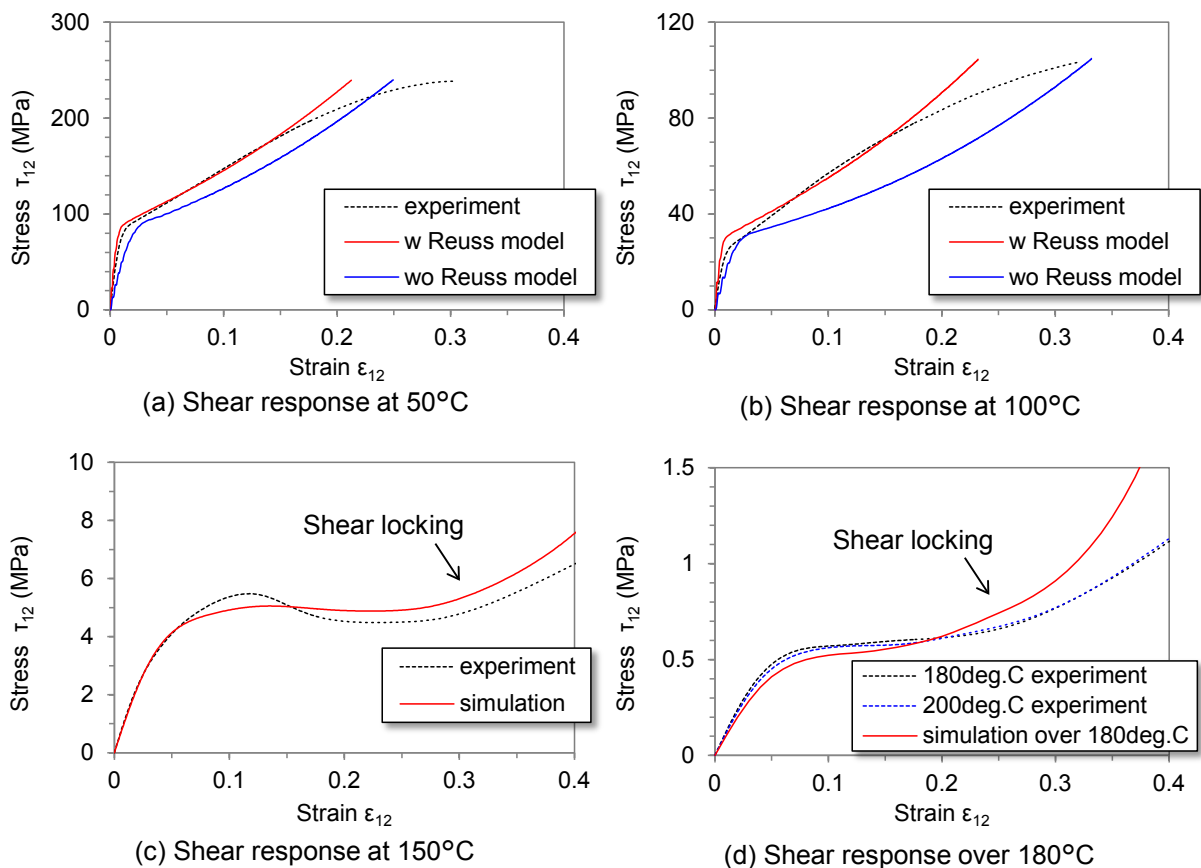 300
200
100
0
0
0.1
0.2
0.3
0.4
Stress τ12 (MPa)
Strain ε12
experiment
w Reuss model
wo Reuss model
(a) Shear response at 50°C
120
80
40
0
0
0.1
0.2
0.3
0.4
Stress τ12 (MPa)
Strain ε12
experiment
w Reuss model
wo Reuss model
(b) Shear response at 100°C
10
8
6
4
2
0
0
0.1
0.2
0.3
0.4
Stress τ12 (MPa)
Strain ε12
Shear locking
experiment
simulation
(c) Shear response at 150°C
1.5
1
0.5
0
0
0.1
0.2
0.3
0.4
Stress τ12 (MPa)
Strain ε12
Shear locking
180deg.C experiment
200deg.C experiment
simulation over 180deg.C
(d) Shear response over 180°C